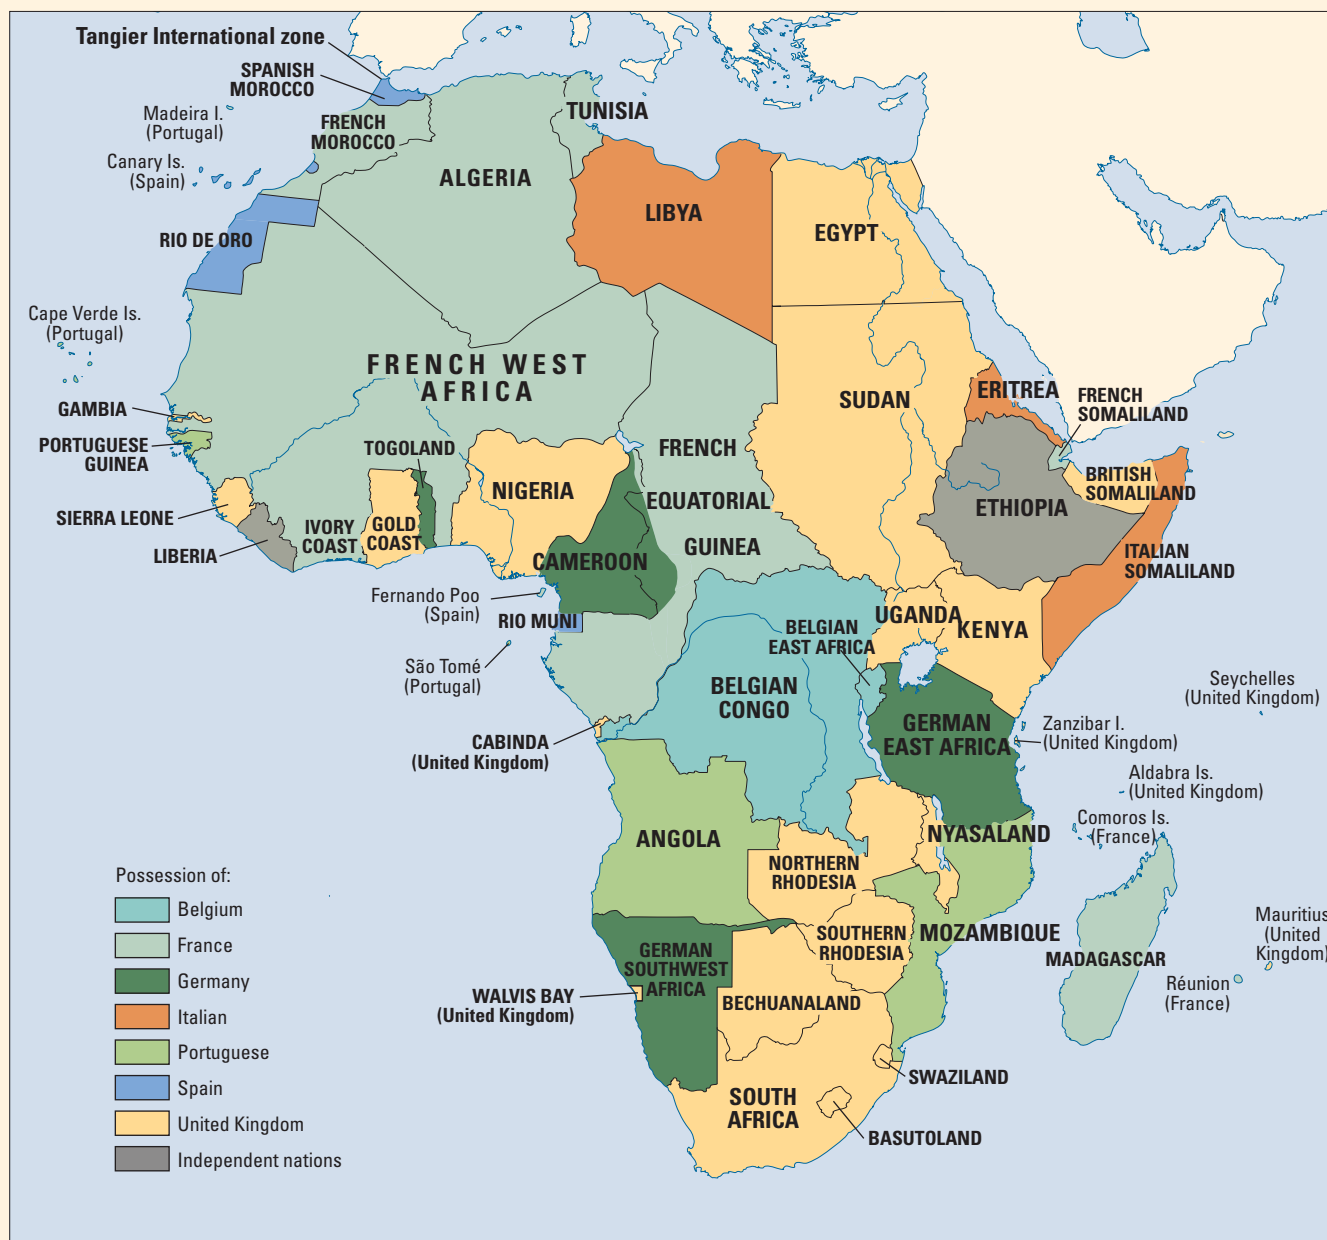 Tangier International zone
SPANISH
MOROCCO
Madeira I.
(Portugal)
FRENCH
MOROCCO
TUNISIA
Canary Is.
(Spain)
ALGERIA
LIBYA
EGYPT
RIO DE ORO
Cape Verde Is.
(Portugal)
FRENCH WEST
AFRICA
GAMBIA
PORTUGUESE
GUINEA
TOGOLAND
SUDAN
ERITREA
FRENCH
SOMALILAND
FRENCH
EQUATORIAL
GUINEA
NIGERIA
BRITISH
SOMALILAND
ETHIOPIA
SIERRA LEONE
LIBERIA
IVORY
COAST
GOLD
COAST
CAMEROON
ITALIAN
SOMALILAND
Fernando Poo
(Spain)
RIO MUNI
UGANDA
KENYA
BELGIAN
EAST AFRICA
São Tomé
(Portugal)
BELGIAN
CONGO
Seychelles
(United Kingdom)
GERMAN
EAST AFRICA
Zanzibar I.
(United Kingdom)
CABINDA
(United Kingdom)
Aldabra Is.
(United Kingdom)
Comoros Is.
(France)
ANGOLA
NYASALAND
NORTHERN
RHODESIA
Possession of:
Belgium
France
Germany
Italian
Portuguese
Spain
United Kingdom
Independent nations
SOUTHERN
RHODESIA
MOZAMBIQUE
MADAGASCAR
Mauritius
(United
Kingdom)
Réunion
(France)
GERMAN
SOUTHWEST
AFRICA
WALVIS BAY
(United Kingdom)
BECHUANALAND
SWAZILAND
SOUTH
AFRICA
BASUTOLAND